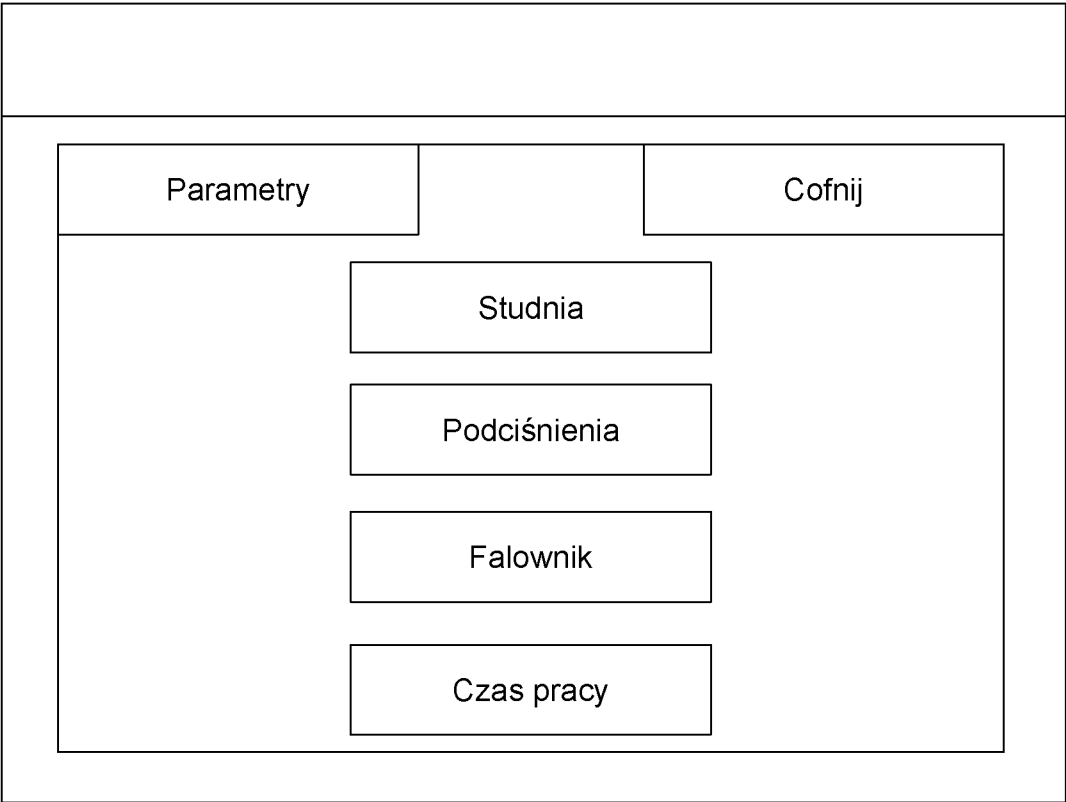 Parametry
Cofnij
Studnia
Podciśnienia
Falownik
Czas pracy